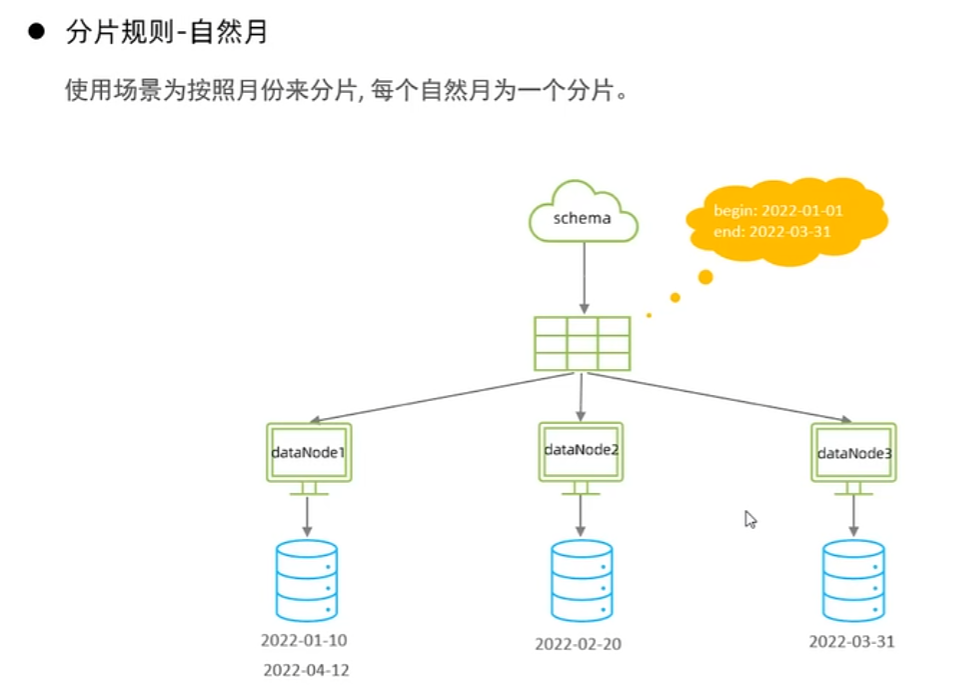 ● 分片规则-自然月
使用场景为按照月份来分片, 每个自然月为一个分片。
schema
begin: 2022-01-01
end: 2022-03-31
dataNode1
dataNode2
dataNode3
2022-01-10
2022-04-12
2022-02-20
2022-03-31